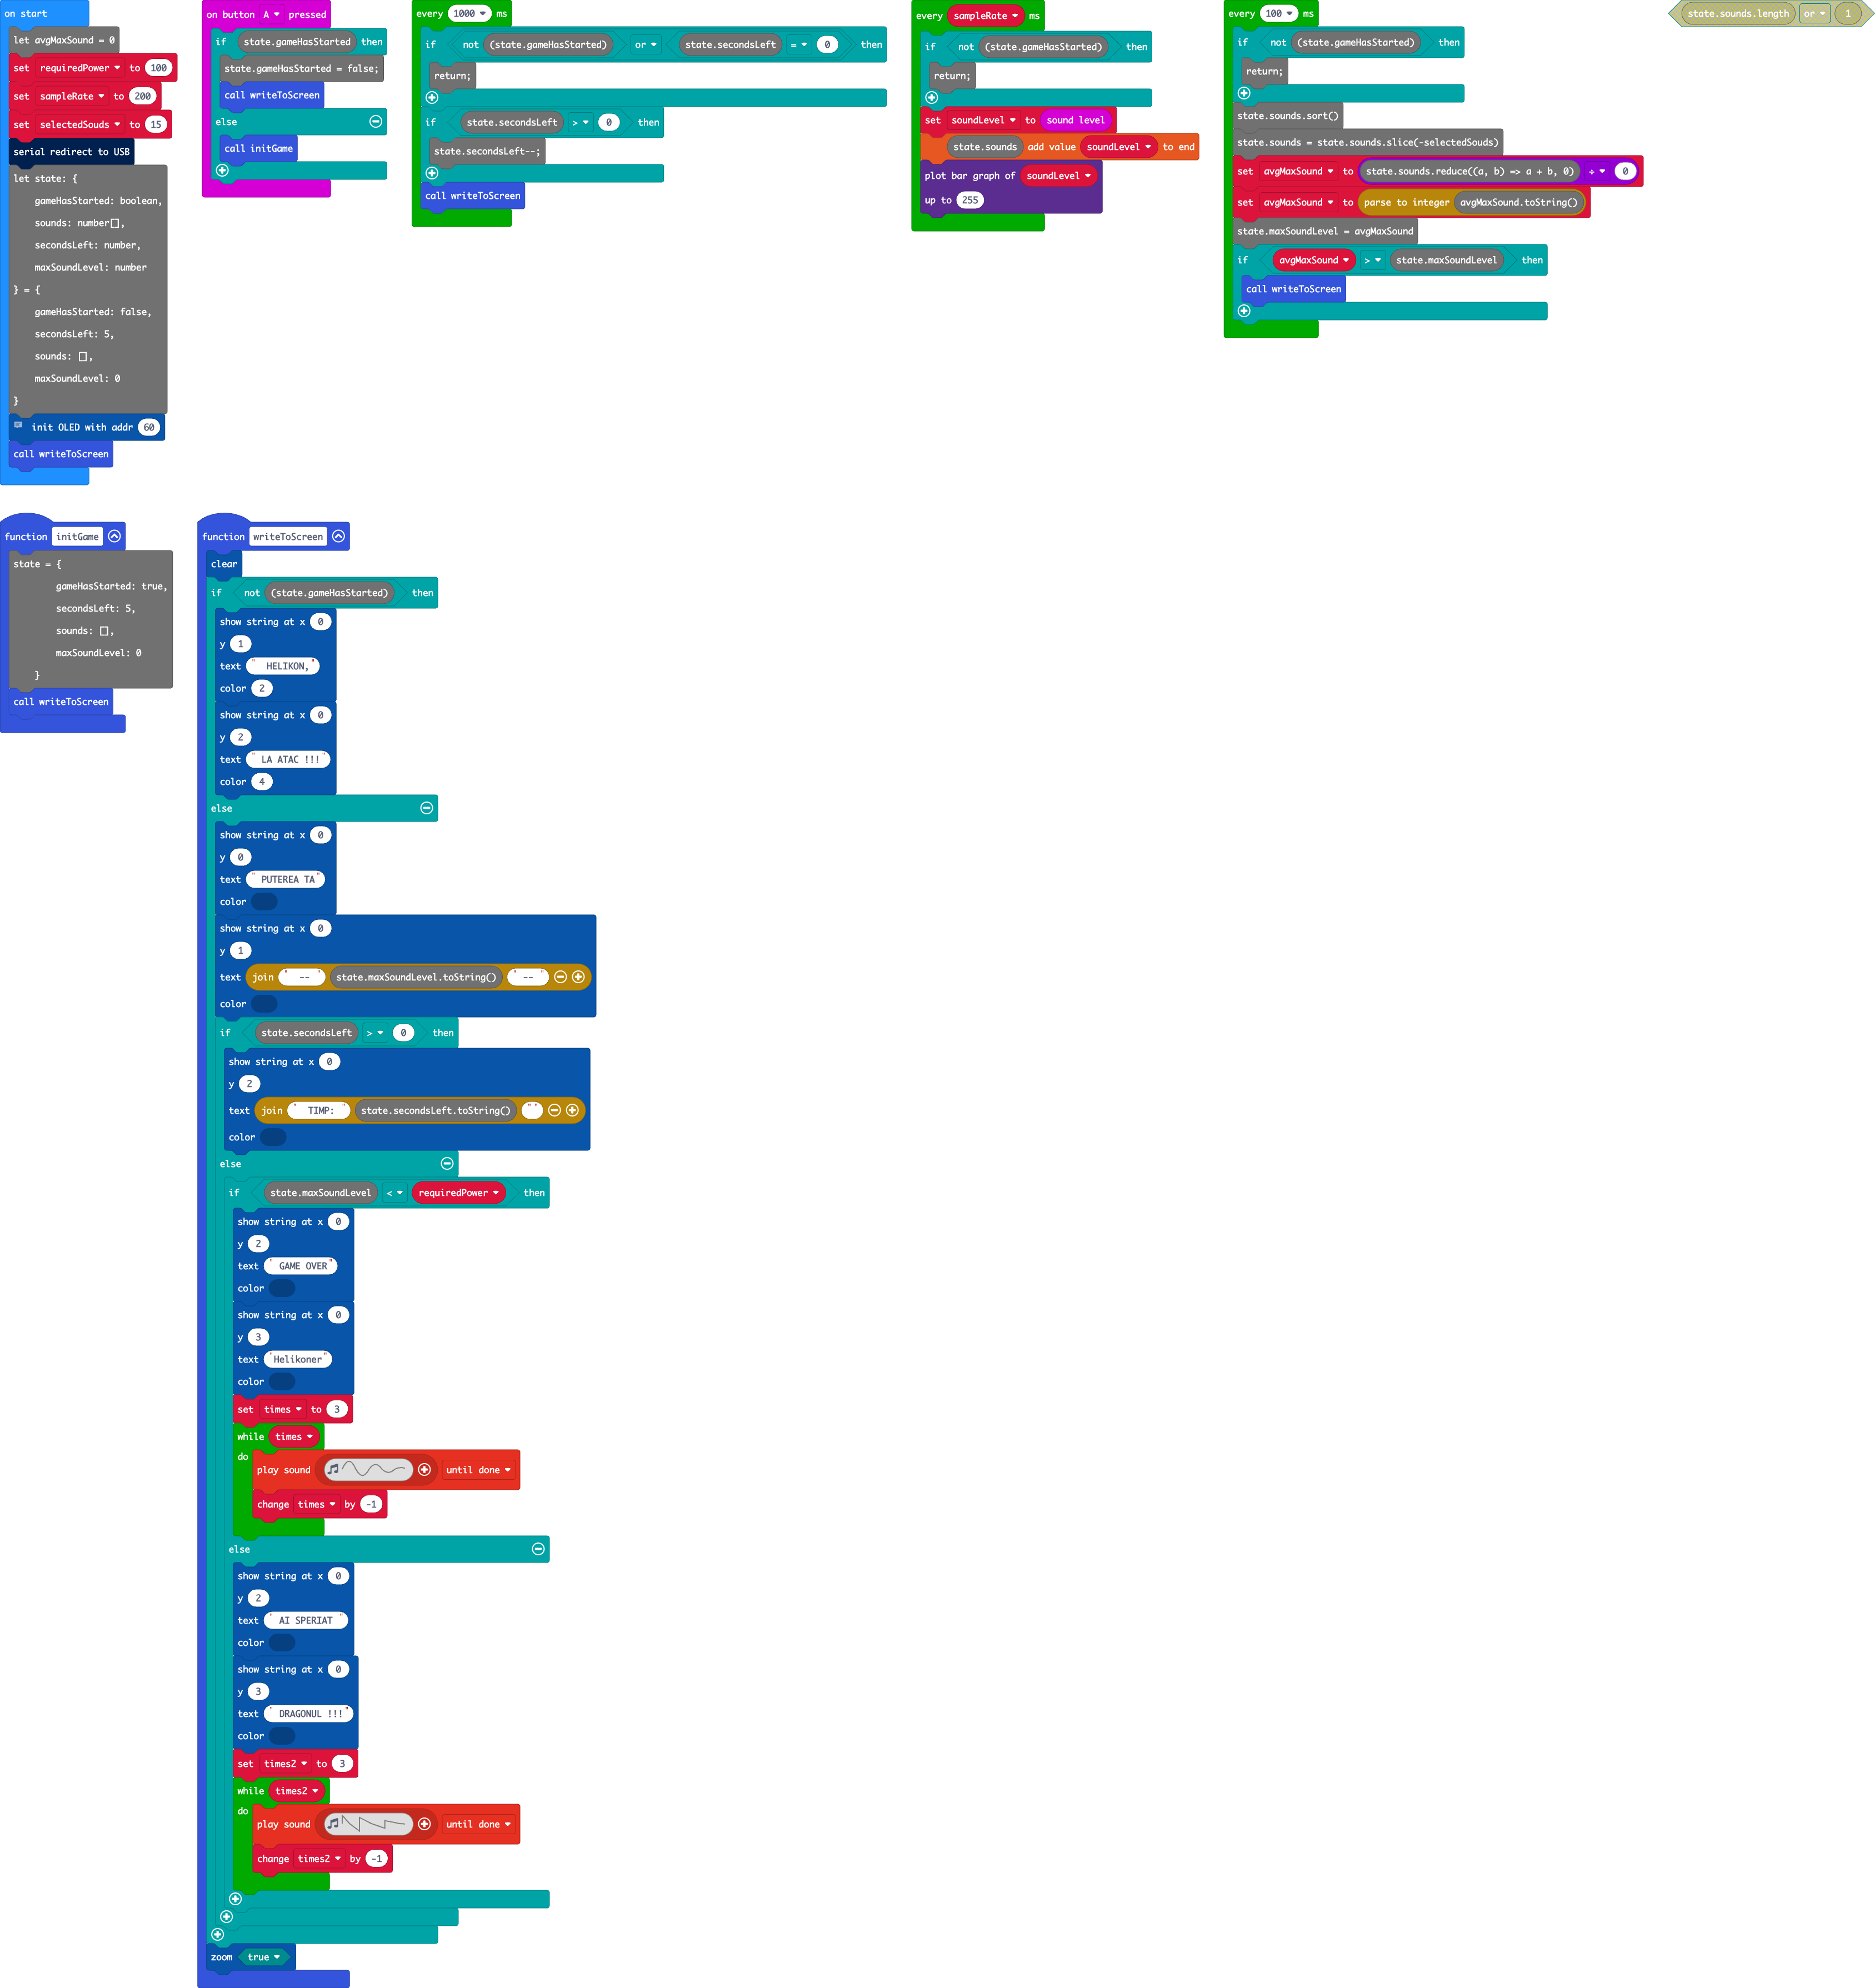 on start
let avgMaxSound = 0
set requiredPower to 100
set sampleRate to 200
set selectedSouds to 15
serial redirect to USB
let state: {
gameHasStarted: boolean,
sounds: number[],
secondsLeft: number,
maxSoundLevel: number
} = {
gameHasStarted: false,
secondsLeft: 5,
sounds: [],
maxSoundLevel: 0
}
init OLED with addr 60
call writeToScreen
on button A pressed
if state.gameHasStarted then
state.gameHasStarted = false;
call writeToScreen
else
call initGame
every 1000 ms
if not (state.gameHasStarted) or state.secondsLeft = 0 then
return;
if state.secondsLeft > 0 then
state.secondsLeft--;
call writeToScreen
every sampleRate ms
if not (state.gameHasStarted) then
return;
set soundLevel to sound level
state.sounds add value soundLevel to end
plot bar graph of soundLevel
up to 255
every 100 ms
if not (state.gameHasStarted) then
return;
state.sounds.sort()
state.sounds = state.sounds.slice(-selectedSouds)
set avgMaxSound to state.sounds.reduce((a, b) => a + b, 0) ÷ 0
set avgMaxSound to parse to integer avgMaxSound.toString()
state.maxSoundLevel = avgMaxSound
if avgMaxSound > state.maxSoundLevel then
call writeToScreen
state.sounds.length or 1
function initGame
state = {
gameHasStarted: true,
secondsLeft: 5,
sounds: [],
maxSoundLevel: 0
}
call writeToScreen
function writeToScreen
clear
if not (state.gameHasStarted) then
show string at x 0
y 1
text " HELIKON,"
color 2
show string at x 0
y 2
text " LA ATAC !!!"
color 4
else
show string at x 0
y 0
text " PUTEREA TA"
color
show string at x 0
y 1
text join " -- " state.maxSoundLevel.toString() " -- "
color
if state.secondsLeft > 0 then
show string at x 0
y 2
text join " TIMP: " state.secondsLeft.toString() ""
color
else
if state.maxSoundLevel < requiredPower then
show string at x 0
y 2
text " GAME OVER"
color
show string at x 0
y 3
text "Helikoner"
color
set times to 3
while times
do
play sound until done
change times by -1
else
show string at x 0
y 2
text " AI SPERIAT "
color
show string at x 0
y 3
text " DRAGONUL !!!"
color
set times2 to 3
while times2
do
play sound until done
change times2 by -1
zoom true